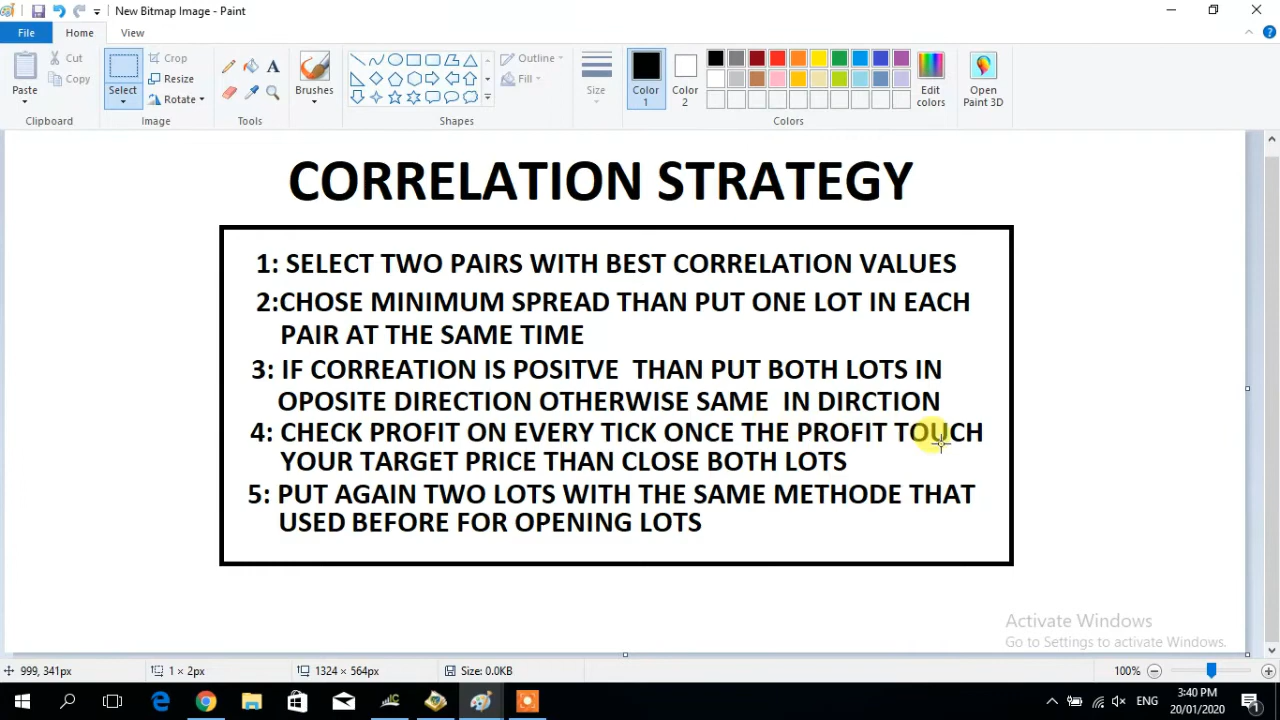 New Bitmap Image - Paint
File Home View
Paste
Cut
Copy
Clipboard
Select
Crop
Resize
Rotate
Image
Tools
Brushes
Outline
Fill
Shapes
Size
Color 1
Color 2
Edit colors
Colors
Open Paint 3D
CORRELATION STRATEGY
1: SELECT TWO PAIRS WITH BEST CORRELATION VALUES
2:CHOSE MINIMUM SPREAD THAN PUT ONE LOT IN EACH
PAIR AT THE SAME TIME
3: IF CORREATION IS POSITVE THAN PUT BOTH LOTS IN
OPOSITE DIRECTION OTHERWISE SAME IN DIRCTION
4: CHECK PROFIT ON EVERY TICK ONCE THE PROFIT TOUCH
YOUR TARGET PRICE THAN CLOSE BOTH LOTS
5: PUT AGAIN TWO LOTS WITH THE SAME METHODE THAT
USED BEFORE FOR OPENING LOTS
Activate Windows
Go to Settings to activate Windows.
999, 341px 1 × 2px 1324 × 564px Size: 0.0KB 100%
ENG
3:40 PM
20/01/2020
1